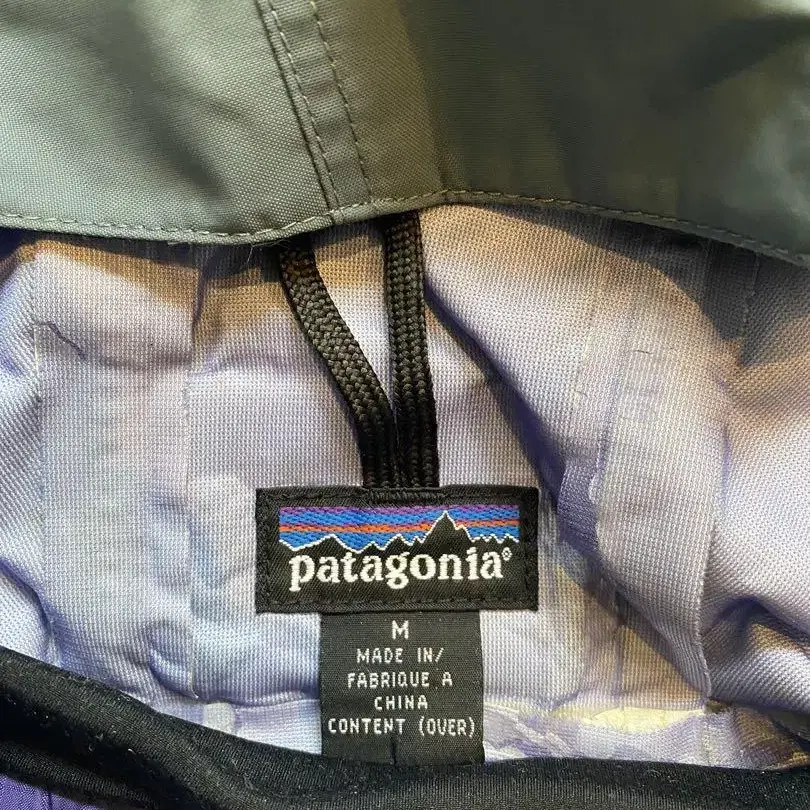 patagonia®
M
MADE IN/
FABRIQUE A
CHINA
CONTENT (OVER)